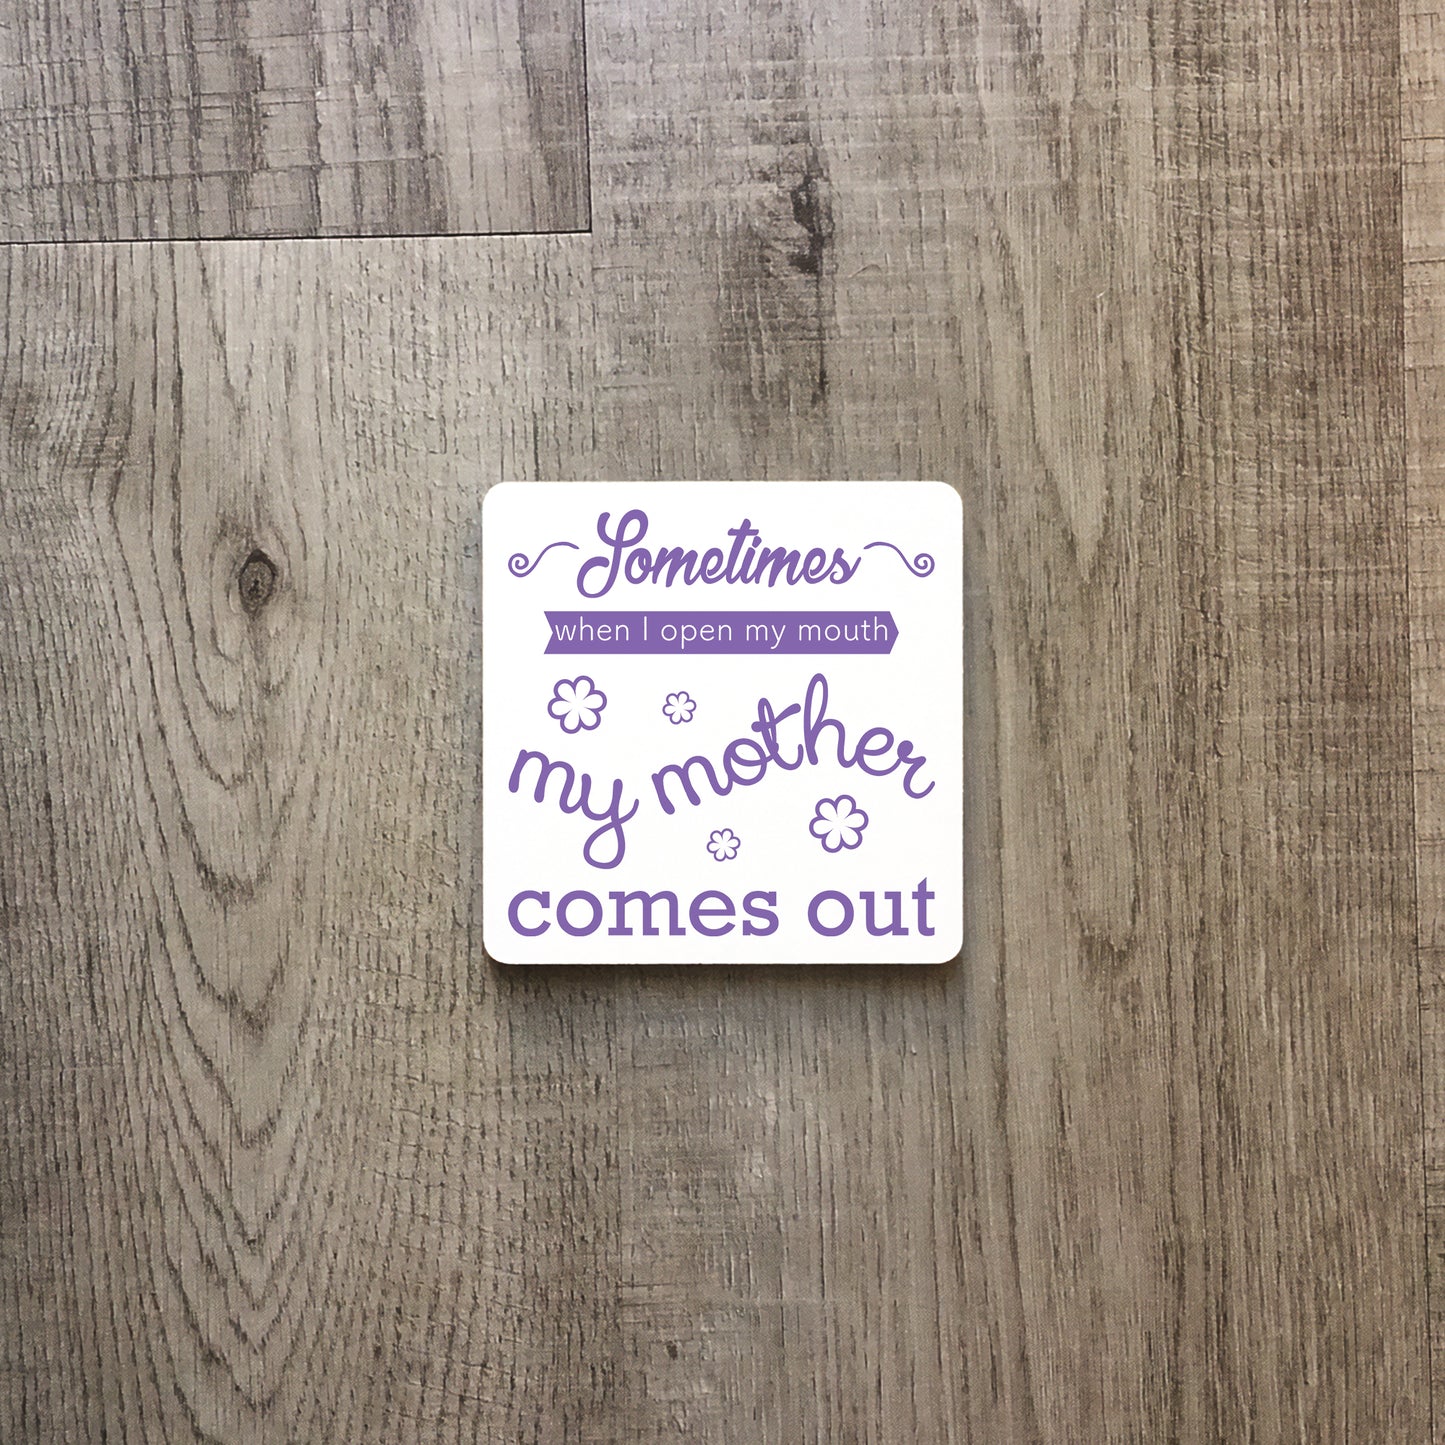 Sometimes
when I open my mouth
my mother
comes out